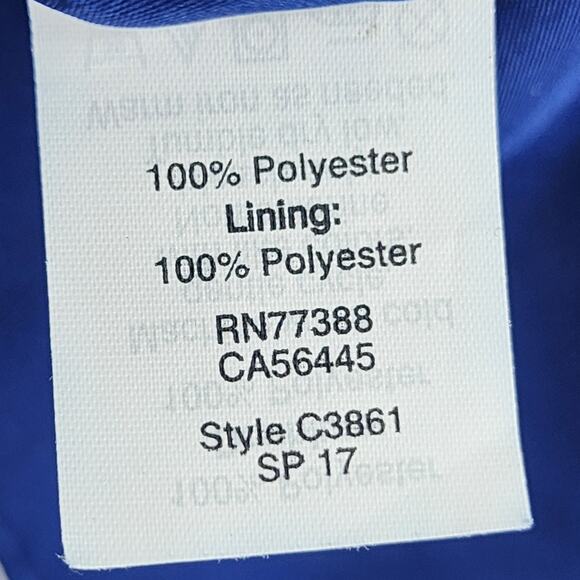 100% Polyester
Lining:
100% Polyester
RN77388
CA56445
Style C3861
SP 17